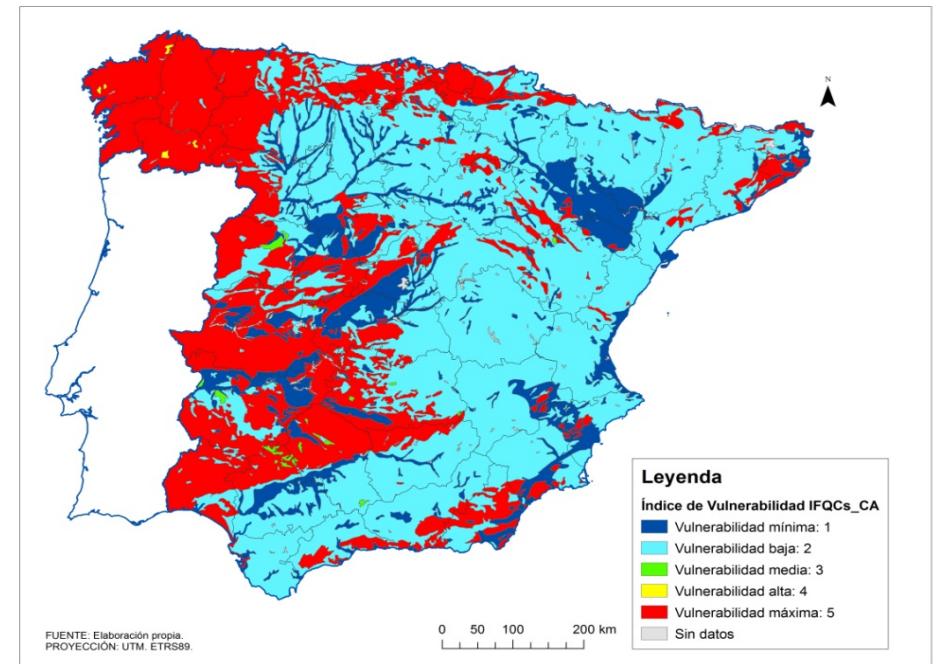 N
Leyenda
Índice de Vulnerabilidad IFQCs_CA
Vulnerabilidad mínima: 1
Vulnerabilidad baja: 2
Vulnerabilidad media: 3
Vulnerabilidad alta: 4
Vulnerabilidad máxima: 5
Sin datos
FUENTE: Elaboración propia.
PROYECCIÓN: UTM. ETRS89.
0 50 100 200 km